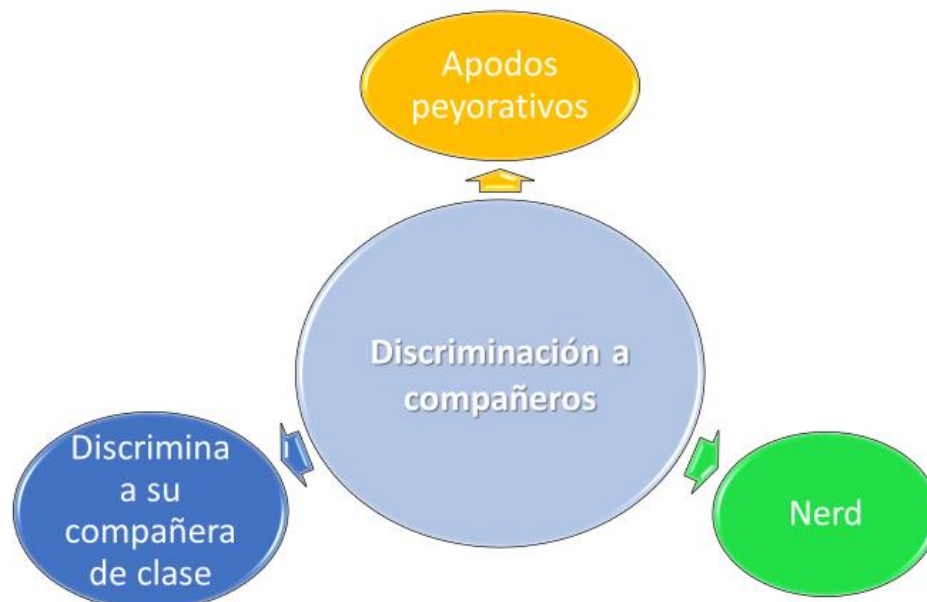 Apodos
peyorativos
Discriminación a
compañeros
Discrimina
a su
compañera
de clase
Nerd